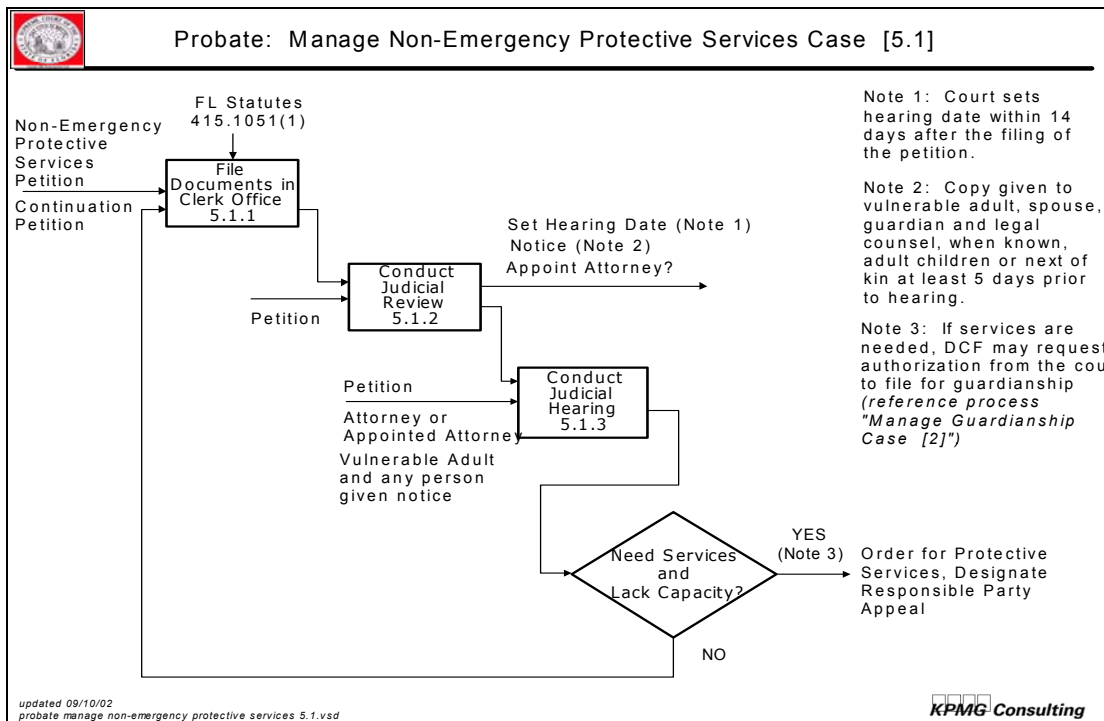 Probate: Manage Non-Emergency Protective Services Case [5.1]
FL Statutes
415.1051(1)
Non-Emergency
Protective
Services
Petition
Continuation
Petition
File
Documents in
Clerk Office
5.1.1
Set Hearing Date (Note 1)
Notice (Note 2)
Appoint Attorney?
Conduct
Judicial
Review
5.1.2
Petition
Conduct
Judicial
Hearing
5.1.3
Petition
Attorney or
Appointed Attorney
Vulnerable Adult
and any person
given notice
Need Services
and
Lack Capacity?
YES
(Note 3)
Order for Protective
Services, Designate
Responsible Party
Appeal
NO
Note 1: Court sets
hearing date within 14
days after the filing of
the petition.
Note 2: Copy given to
vulnerable adult, spouse,
guardian and legal
counsel, when known,
adult children or next of
kin at least 5 days prior
to hearing.
Note 3: If services are
needed, DCF may request
authorization from the cou
to file for guardianship
(reference process
"Manage Guardianship
Case [2]")
updated 09/10/02
probate manage non-emergency protective services 5.1.vsd
KPMG Consulting